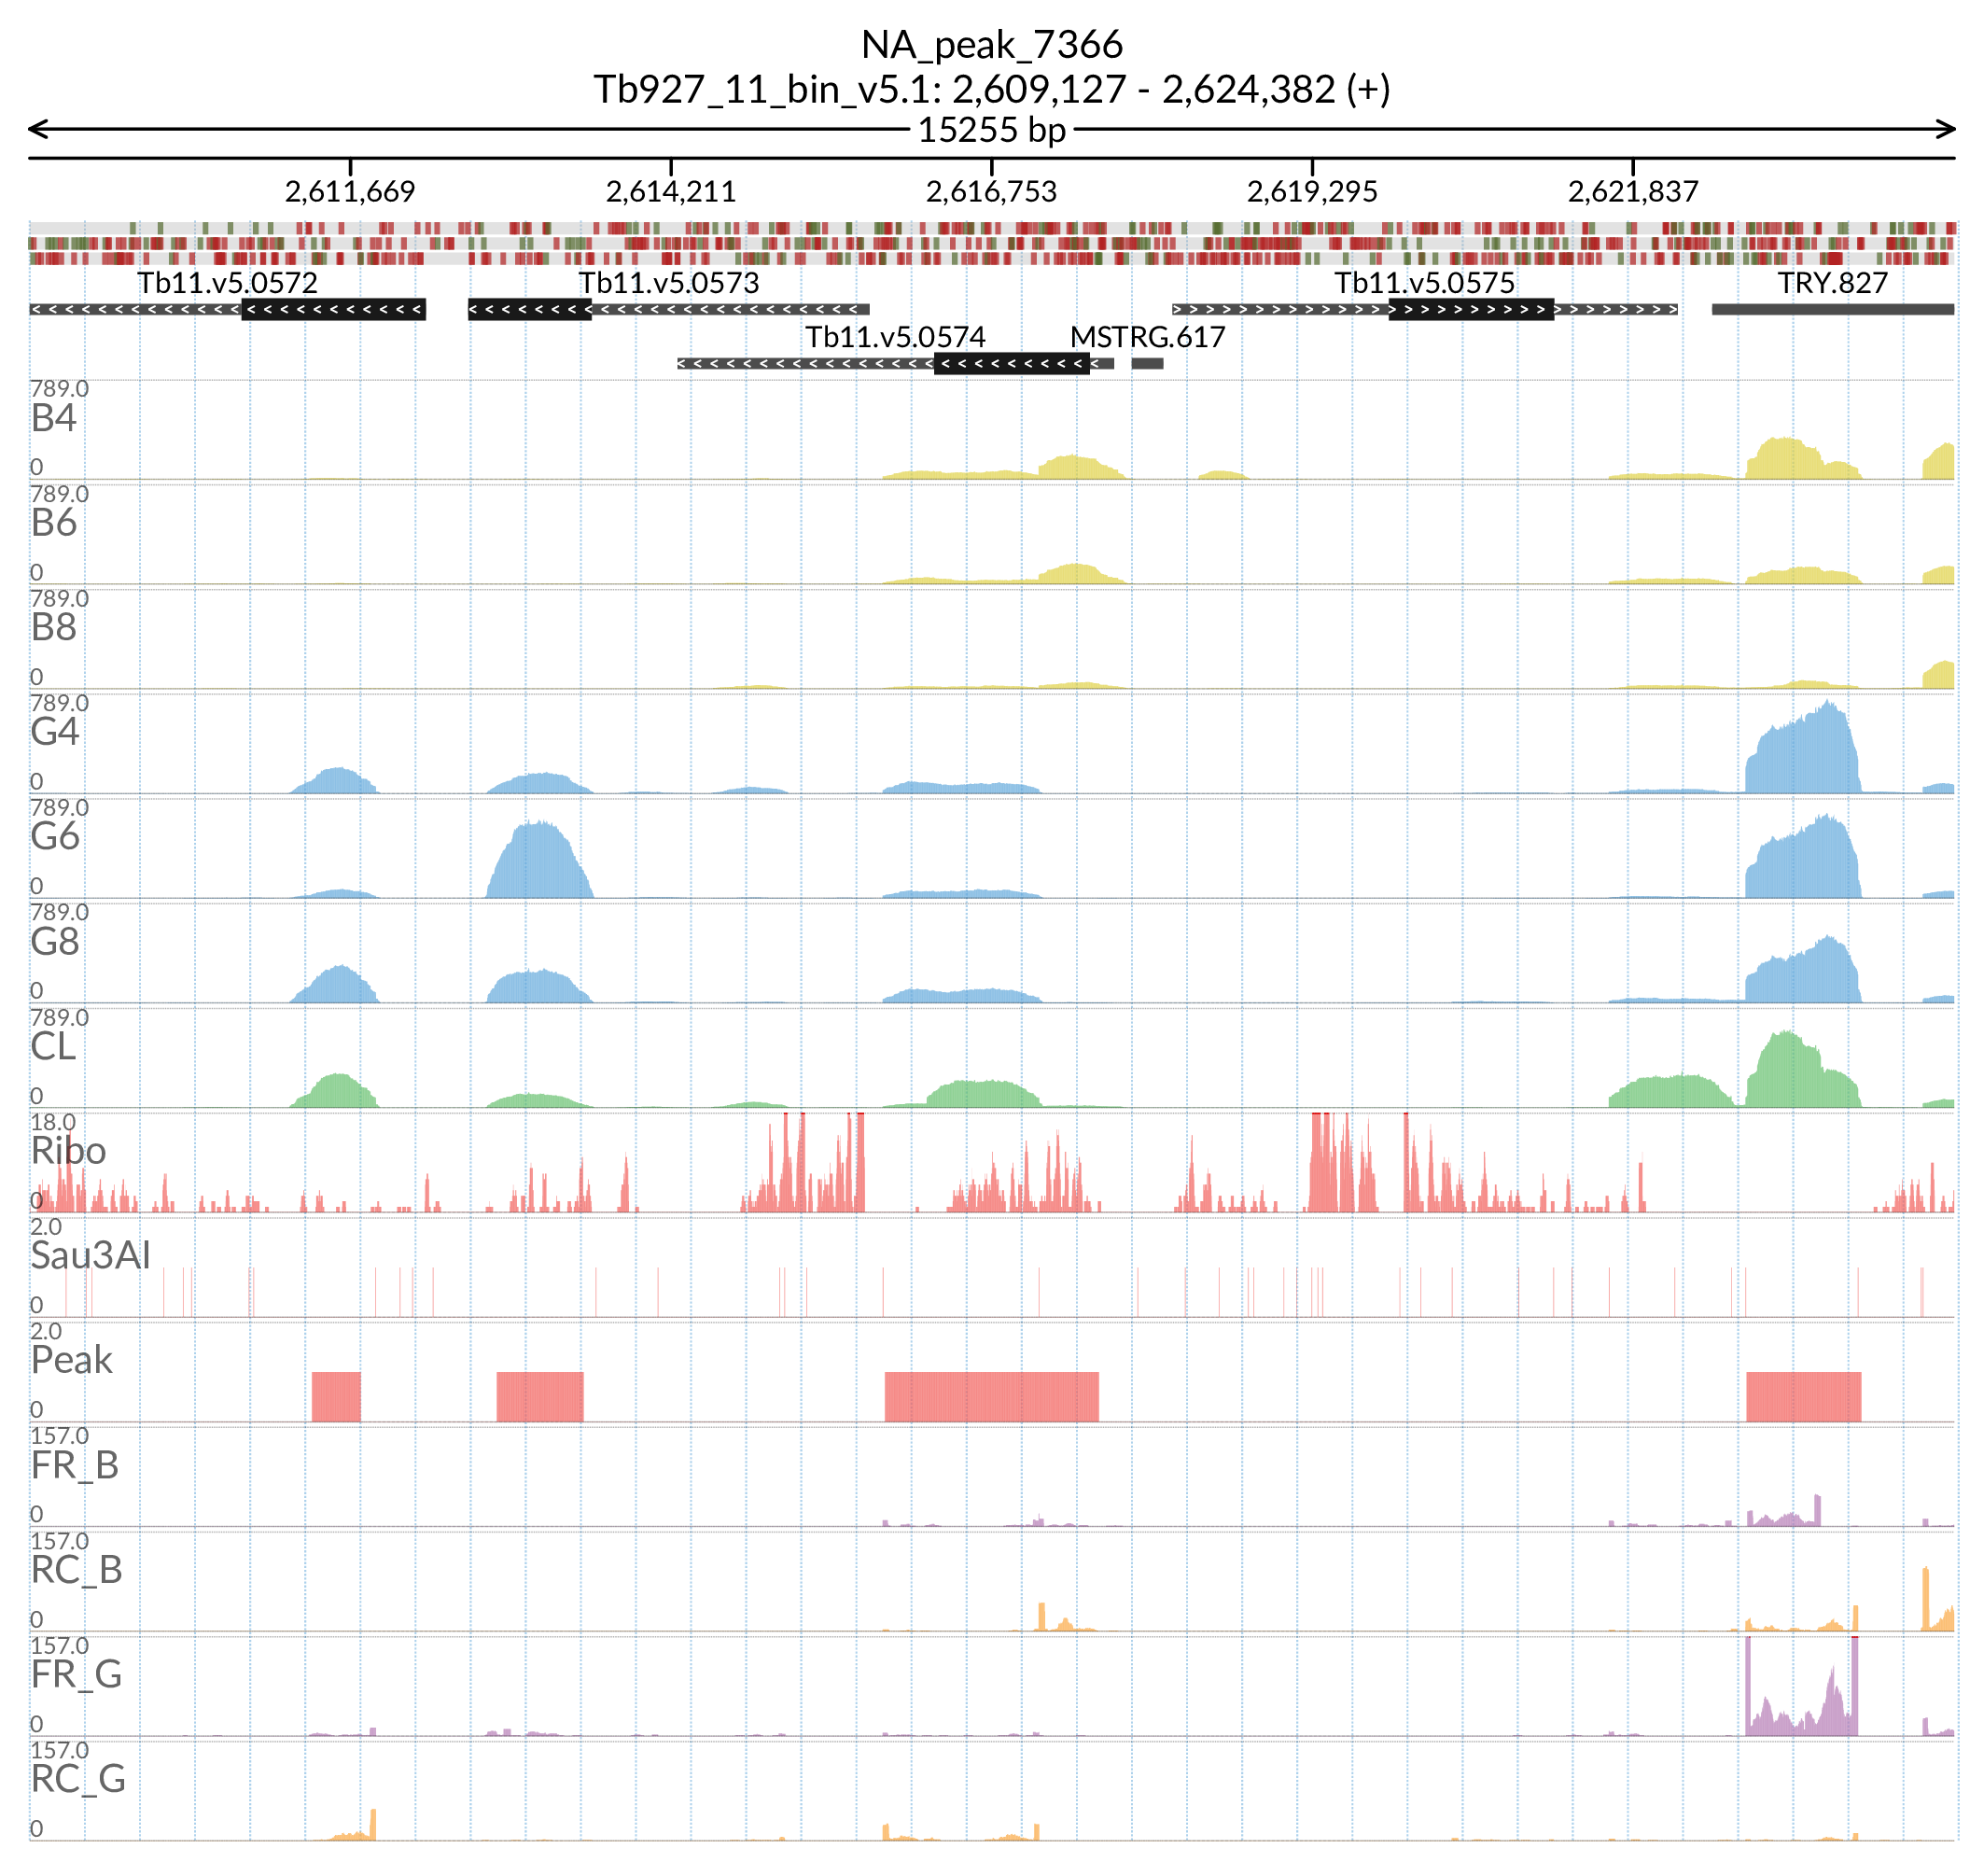 NA_peak_7366
Tb927_11_bin_v5.1: 2,609,127 - 2,624,382 (+)
15255 bp
2,611,669 2,614,211 2,616,753 2,619,295 2,621,837
Tb11.v5.0572 Tb11.v5.0573 Tb11.v5.0575 TRY.827
Tb11.v5.0574 MSTRG.617
789.0
B4
0
789.0
B6
0
789.0
B8
0
789.0
G4
0
789.0
G6
0
789.0
G8
0
789.0
CL
0
18.0
Ribo
0
2.0
Sau3AI
0
2.0
Peak
0
157.0
FR_B
0
157.0
RC_B
0
157.0
FR_G
0
157.0
RC_G
0